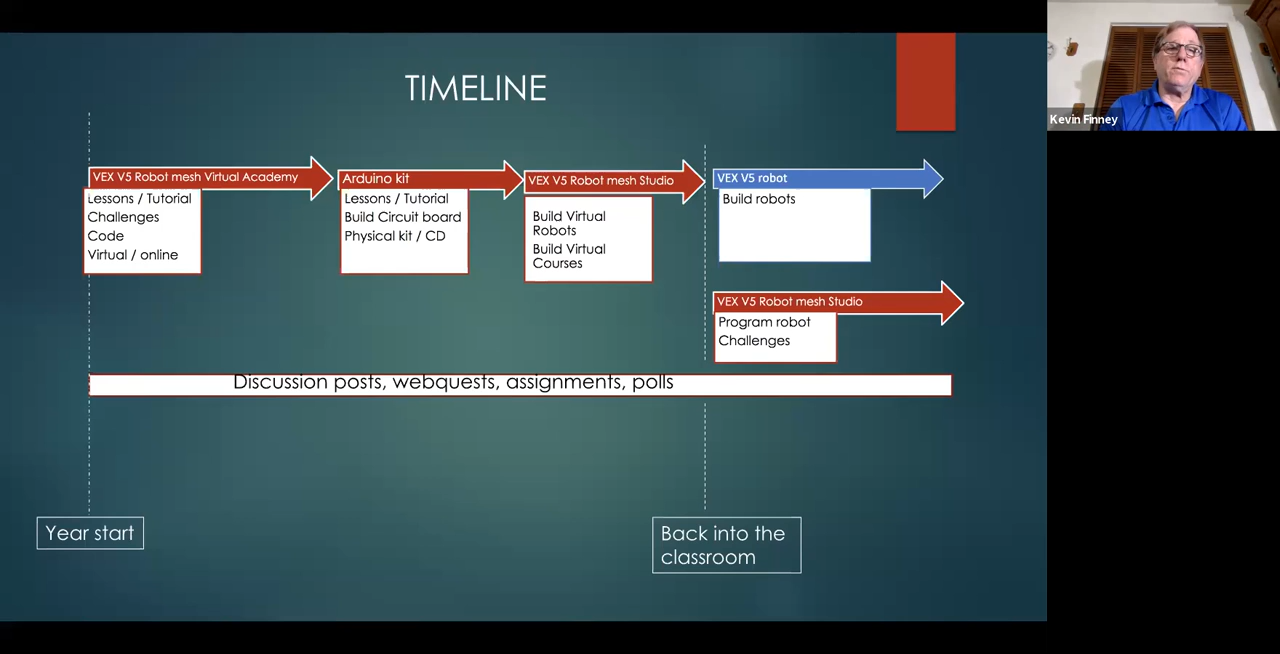 TIMELINE
Kevin Finney
VEX V5 Robot mesh Virtual Academy
Lessons / Tutorial
Challenges
Code
Virtual / online
Arduino kit
Lessons / Tutorial
Build Circuit board
Physical kit / CD
VEX V5 Robot mesh Studio
Build Virtual
Robots
Build Virtual
Courses
VEX V5 robot
Build robots
VEX V5 Robot mesh Studio
Program robot
Challenges
Discussion posts, webquests, assignments, polls
Year start
Back into the
classroom